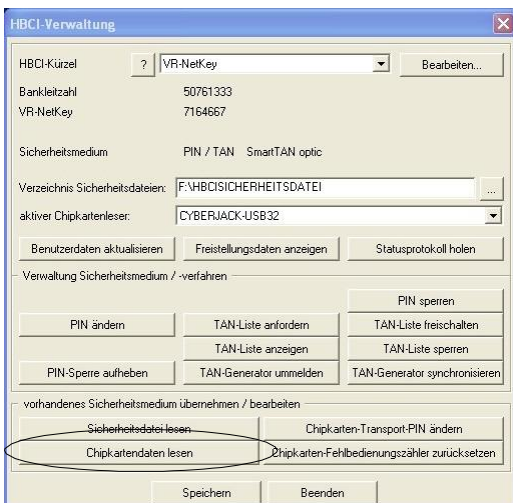 HBCI-Verwaltung
HBCI-Kürzel ? VR-NetKey Bearbeiten...
Bankleitzahl 50761333
VR-NetKey 7164667
Sicherheitsmedium PIN / TAN SmartTAN optic
Verzeichnis Sicherheitsdateien: F:\HBCISICHERHEITSDATEI ...
aktiver Chipkartenleser: CYBERJACK-USB32
Benutzerdaten aktualisieren Freistellungsdaten anzeigen Statusprotokoll holen
Verwaltung Sicherheitsmedium / -verfahren
PIN sperren
PIN ändern TAN-Liste anfordern TAN-Liste freischalten
TAN-Liste anzeigen TAN-Liste sperren
PIN-Sperre aufheben TAN-Generator ummelden TAN-Generator synchronisieren
vorhandenes Sicherheitsmedium übernehmen / bearbeiten
Sicherheitsdatei lesen Chipkarten-Transport-PIN ändern
Chipkartendaten lesen Chipkarten-Fehlbedienungszähler zurücksetzen
Speichern Beenden